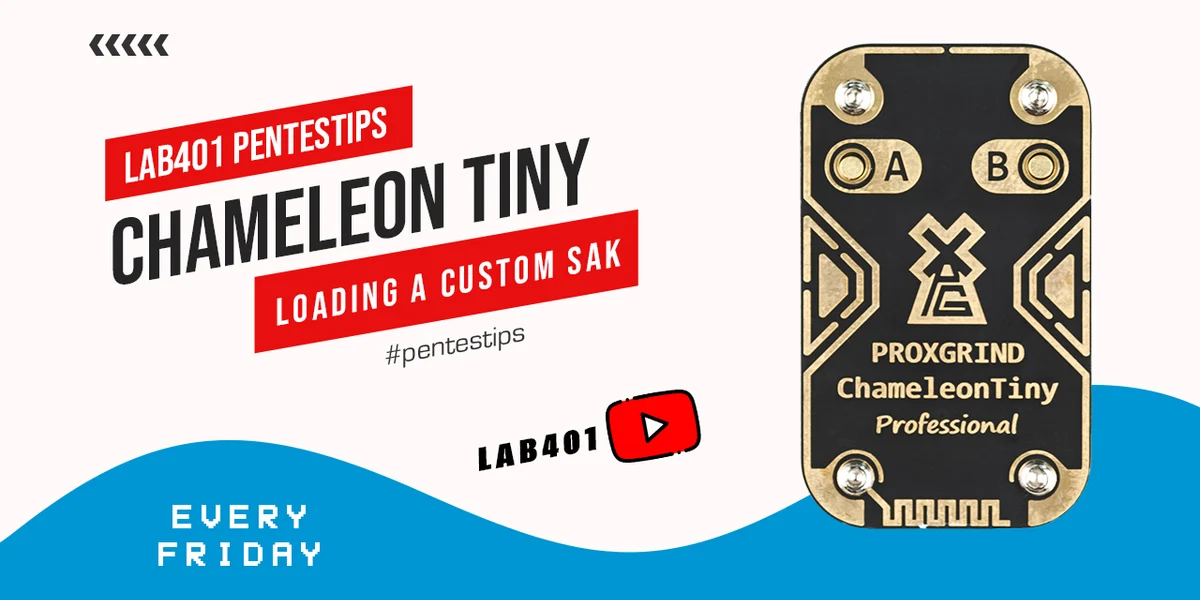 LAB401 PENTESTIPS
CHAMELEON TINY
LOADING A CUSTOM SAK
#pentestips
LAB401
EVERY
FRIDAY
A B
PROXGRIND
ChameleonTiny
Professional